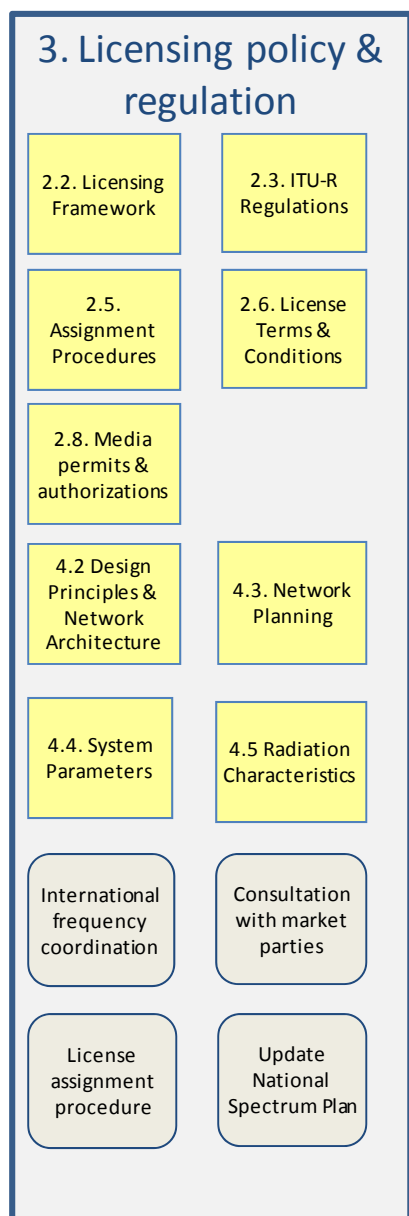 3. Licensing policy &
regulation
2.2. Licensing
Framework
2.3. ITU-R
Regulations
2.5.
Assignment
Procedures
2.6. License
Terms &
Conditions
2.8. Media
permits &
authorizations
4.2 Design
Principles &
Network
Architecture
4.3. Network
Planning
4.4. System
Parameters
4.5 Radiation
Characteristics
International
frequency
coordination
Consultation
with market
parties
License
assignment
procedure
Update
National
Spectrum Plan